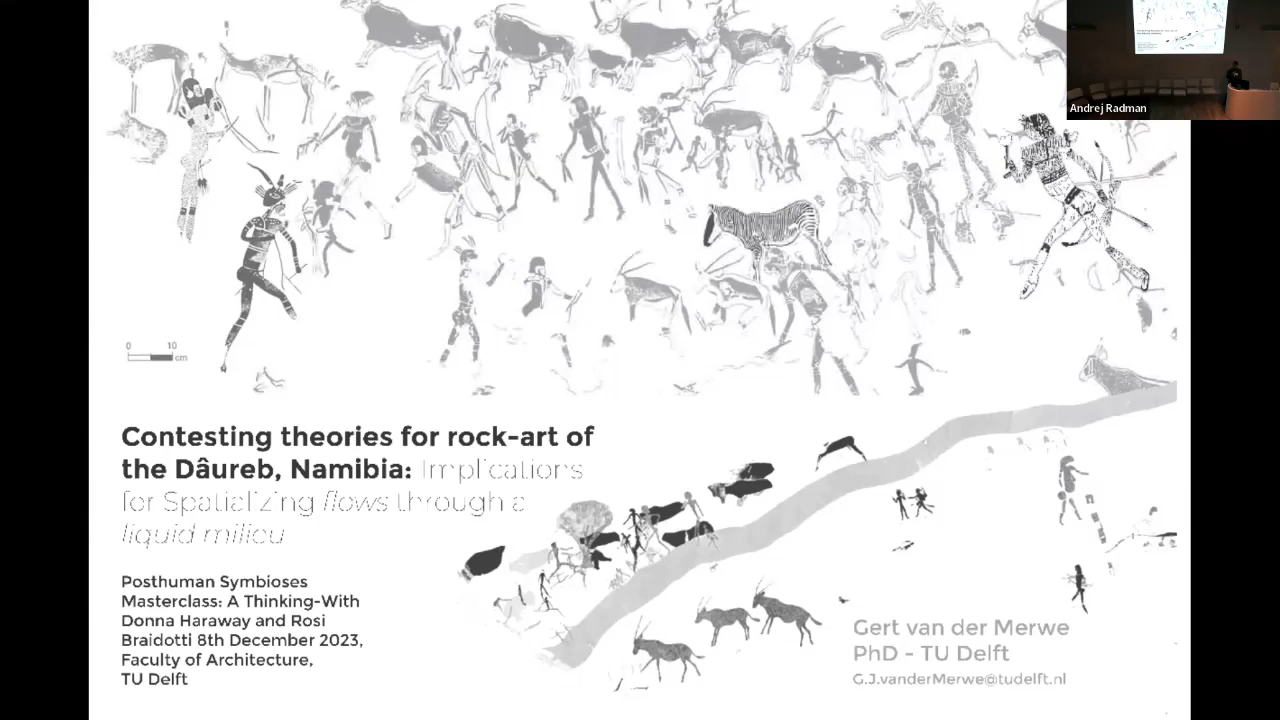 Andrej Radman
0 10
cm
Contesting theories for rock-art of
the Dâureb, Namibia: Implications
for Spatializing flows through a
liquid milieu
Posthuman Symbioses
Masterclass: A Thinking-With
Donna Haraway and Rosi
Braidotti 8th December 2023,
Faculty of Architecture,
TU Delft
Gert van der Merwe
PhD - TU Delft
G.J.vanderMerwe@tudelft.nl